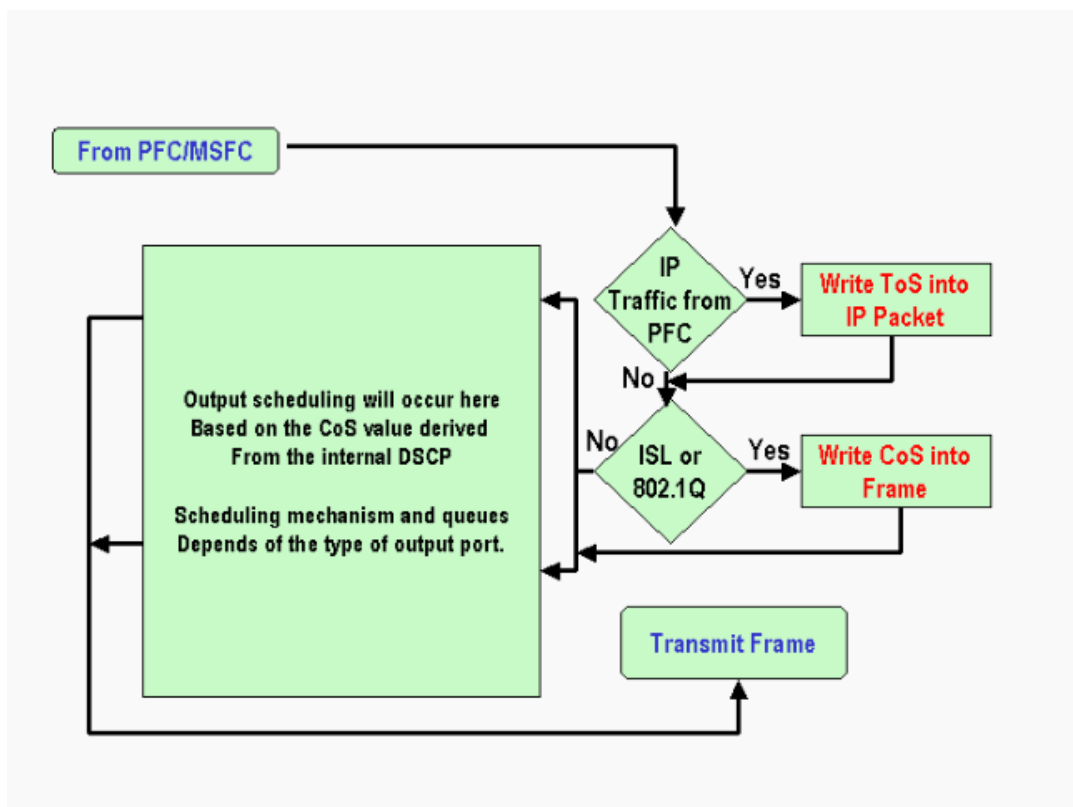 From PFC/MSFC
IP
Traffic from
PFC
Yes
Write ToS into
IP Packet
No
ISL or
802.1Q
No
Yes
Write CoS into
Frame
Output scheduling will occur here
Based on the CoS value derived
From the internal DSCP
Scheduling mechanism and queues
Depends of the type of output port.
Transmit Frame